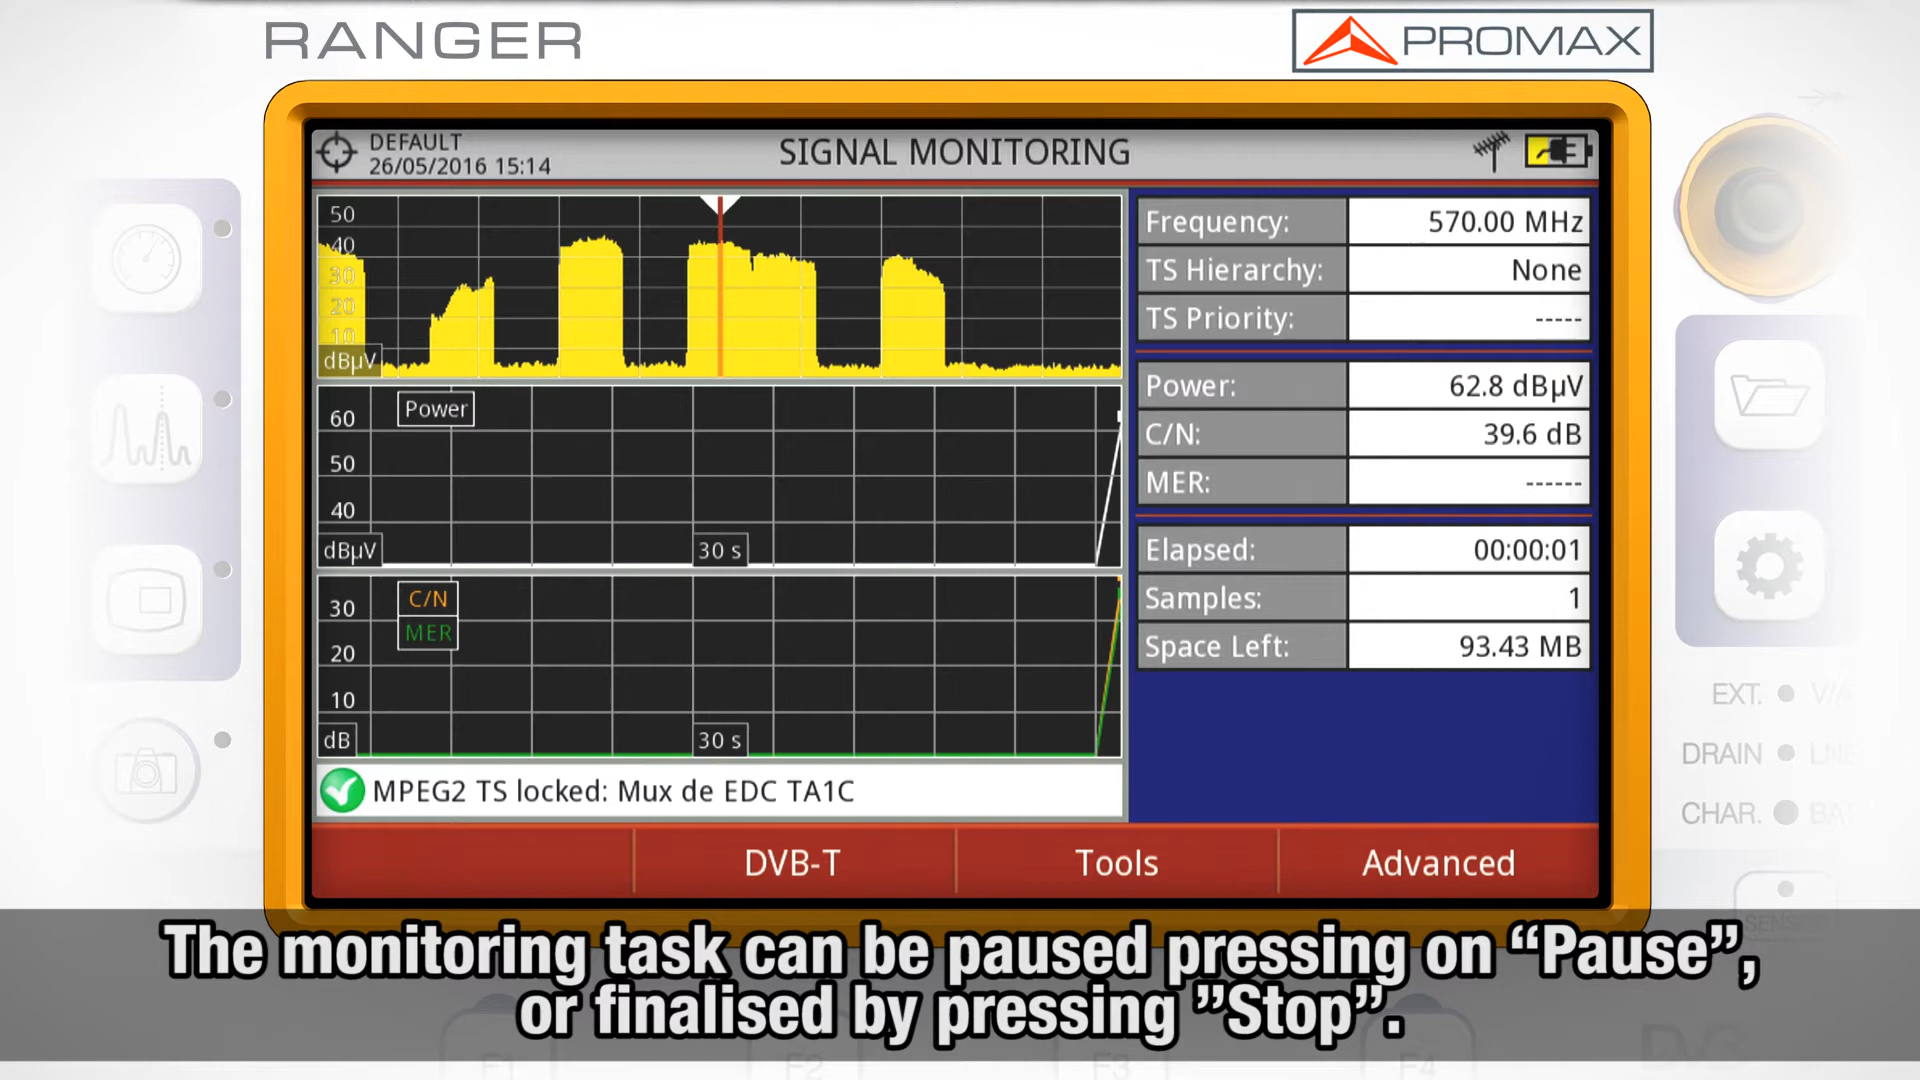 RANGER
PROMAX
DEFAULT
26/05/2016 15:14
SIGNAL MONITORING
50
40
30
20
10
dBµV
60
50
40
dBµV
Power
30 s
C/N
MER
30
20
10
dB
30 s
MPEG2 TS locked: Mux de EDC TA1C
Frequency: 570.00 MHz
TS Hierarchy: None
TS Priority: -----
Power: 62.8 dBµV
C/N: 39.6 dB
MER: ------
Elapsed: 00:00:01
Samples: 1
Space Left: 93.43 MB
DVB-T
Tools
Advanced
EXT.
DRAIN
CHAR.
The monitoring task can be paused pressing on “Pause”,
or finalised by pressing ”Stop”.